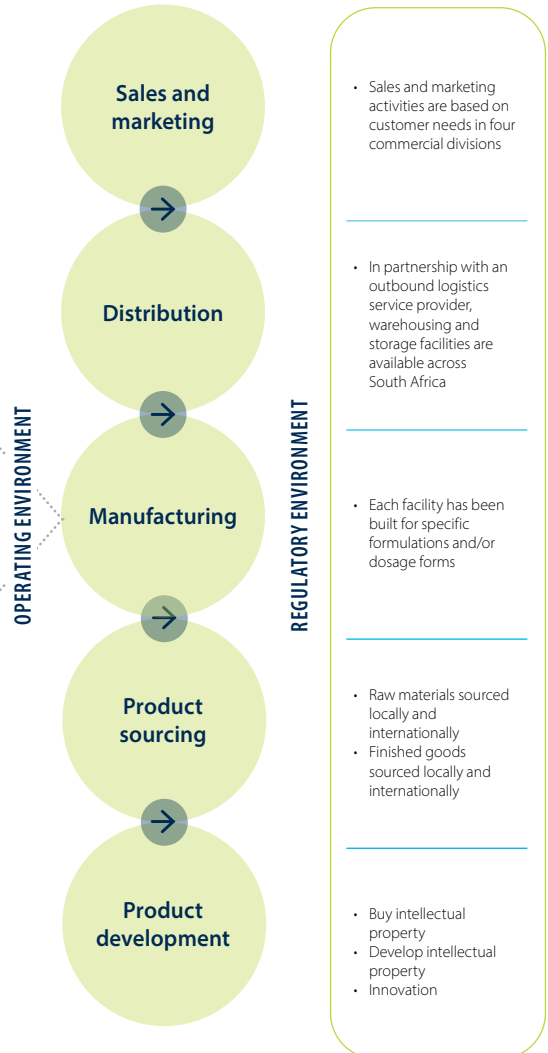 Sales and
marketing
• Sales and marketing
activities are based on
customer needs in four
commercial divisions
Distribution
• In partnership with an
outbound logistics
service provider,
warehousing and
storage facilities are
available across
South Africa
OPERATING ENVIRONMENT
Manufacturing
REGULATORY ENVIRONMENT
• Each facility has been
built for specific
formulations and/or
dosage forms
Product
sourcing
• Raw materials sourced
locally and
internationally
• Finished goods
sourced locally and
internationally
Product
development
• Buy intellectual
property
• Develop intellectual
property
• Innovation